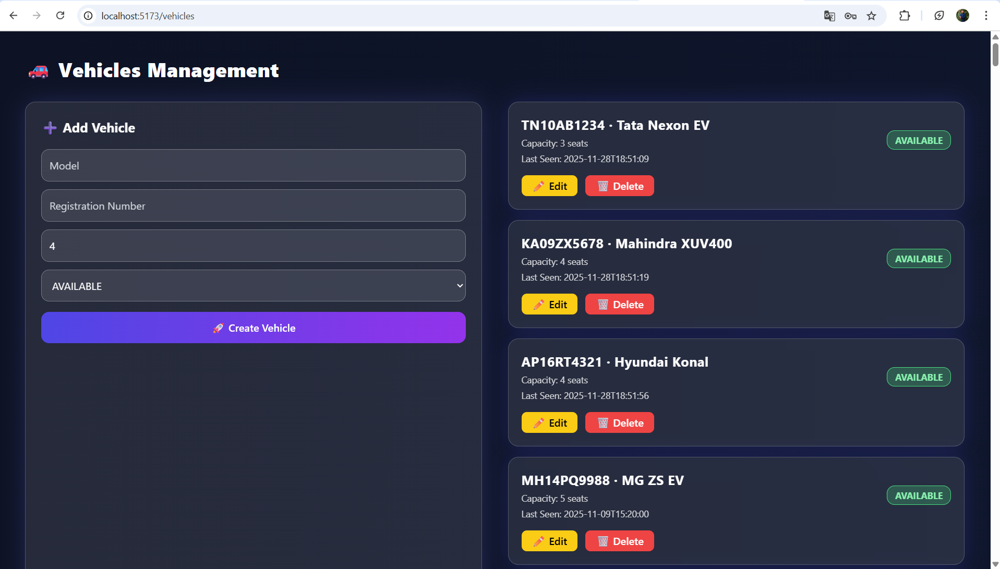 localhost:5173/vehicles
Vehicles Management
Add Vehicle
Model
Registration Number
4
AVAILABLE
Create Vehicle
TN10AB1234 · Tata Nexon EV
Capacity: 3 seats
Last Seen: 2025-11-28T18:51:09
AVAILABLE
Edit
Delete
KA09ZX5678 · Mahindra XUV400
Capacity: 4 seats
Last Seen: 2025-11-28T18:51:19
AVAILABLE
Edit
Delete
AP16RT4321 · Hyundai Konal
Capacity: 4 seats
Last Seen: 2025-11-28T18:51:56
AVAILABLE
Edit
Delete
MH14PQ9988 · MG ZS EV
Capacity: 5 seats
Last Seen: 2025-11-09T15:20:00
AVAILABLE
Edit
Delete